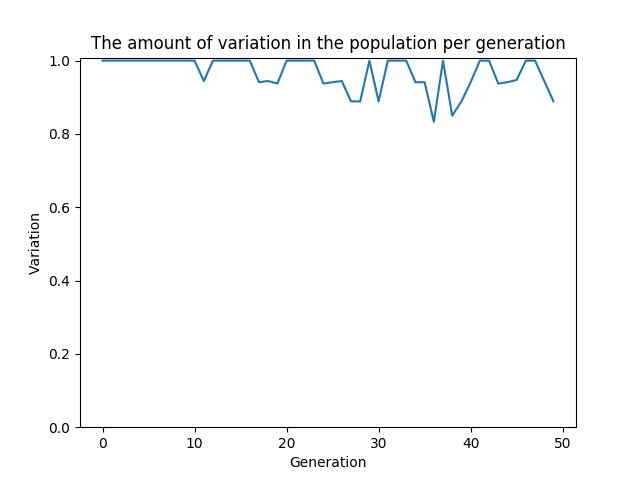 The amount of variation in the population per generation
1.0
0.8
0.6
0.4
0.2
0.0
Variation
0 10 20 30 40 50
Generation